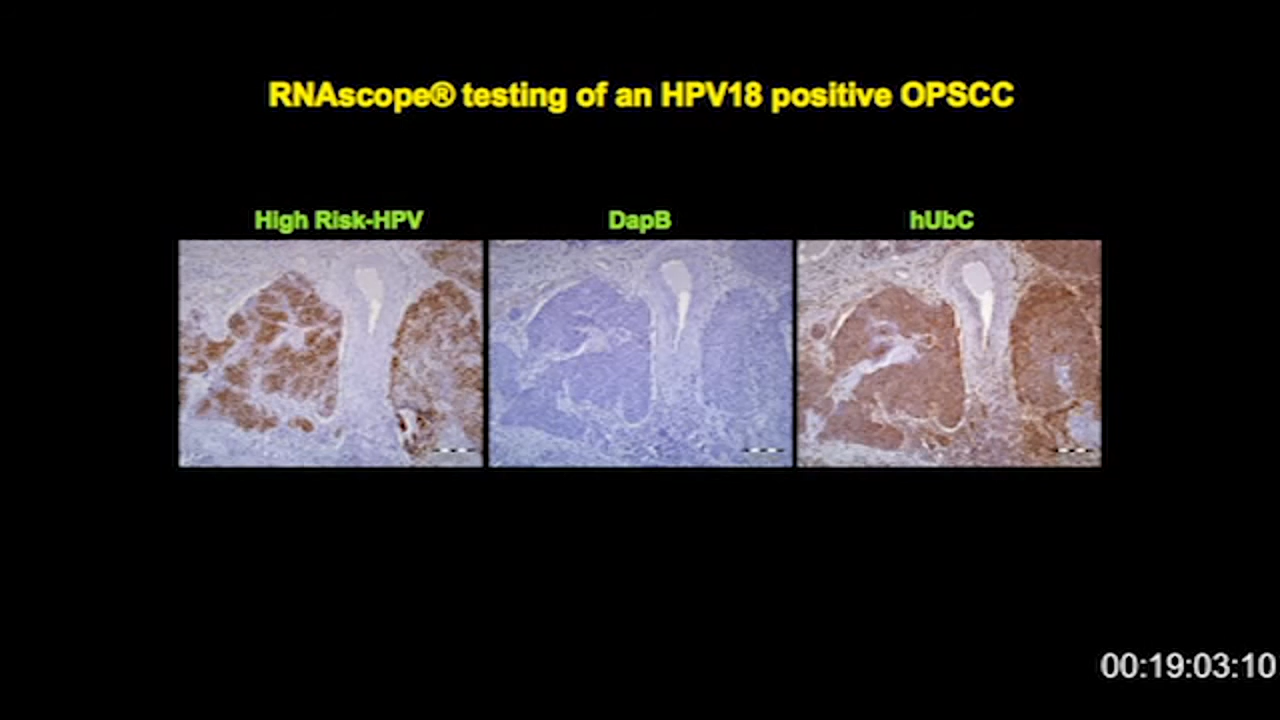 RNAscope® testing of an HPV18 positive OPSCC
High Risk-HPV
DapB
hUbC
00:19:03:10